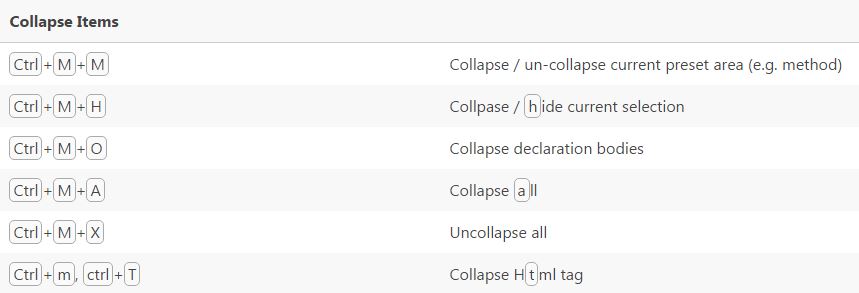 Collapse Items
Ctrl+M+M Collapse / un-collapse current preset area (e.g. method)
Ctrl+M+H Collpase / hide current selection
Ctrl+M+O Collapse declaration bodies
Ctrl+M+A Collapse all
Ctrl+M+X Uncollapse all
Ctrl+m, ctrl+T Collapse Html tag